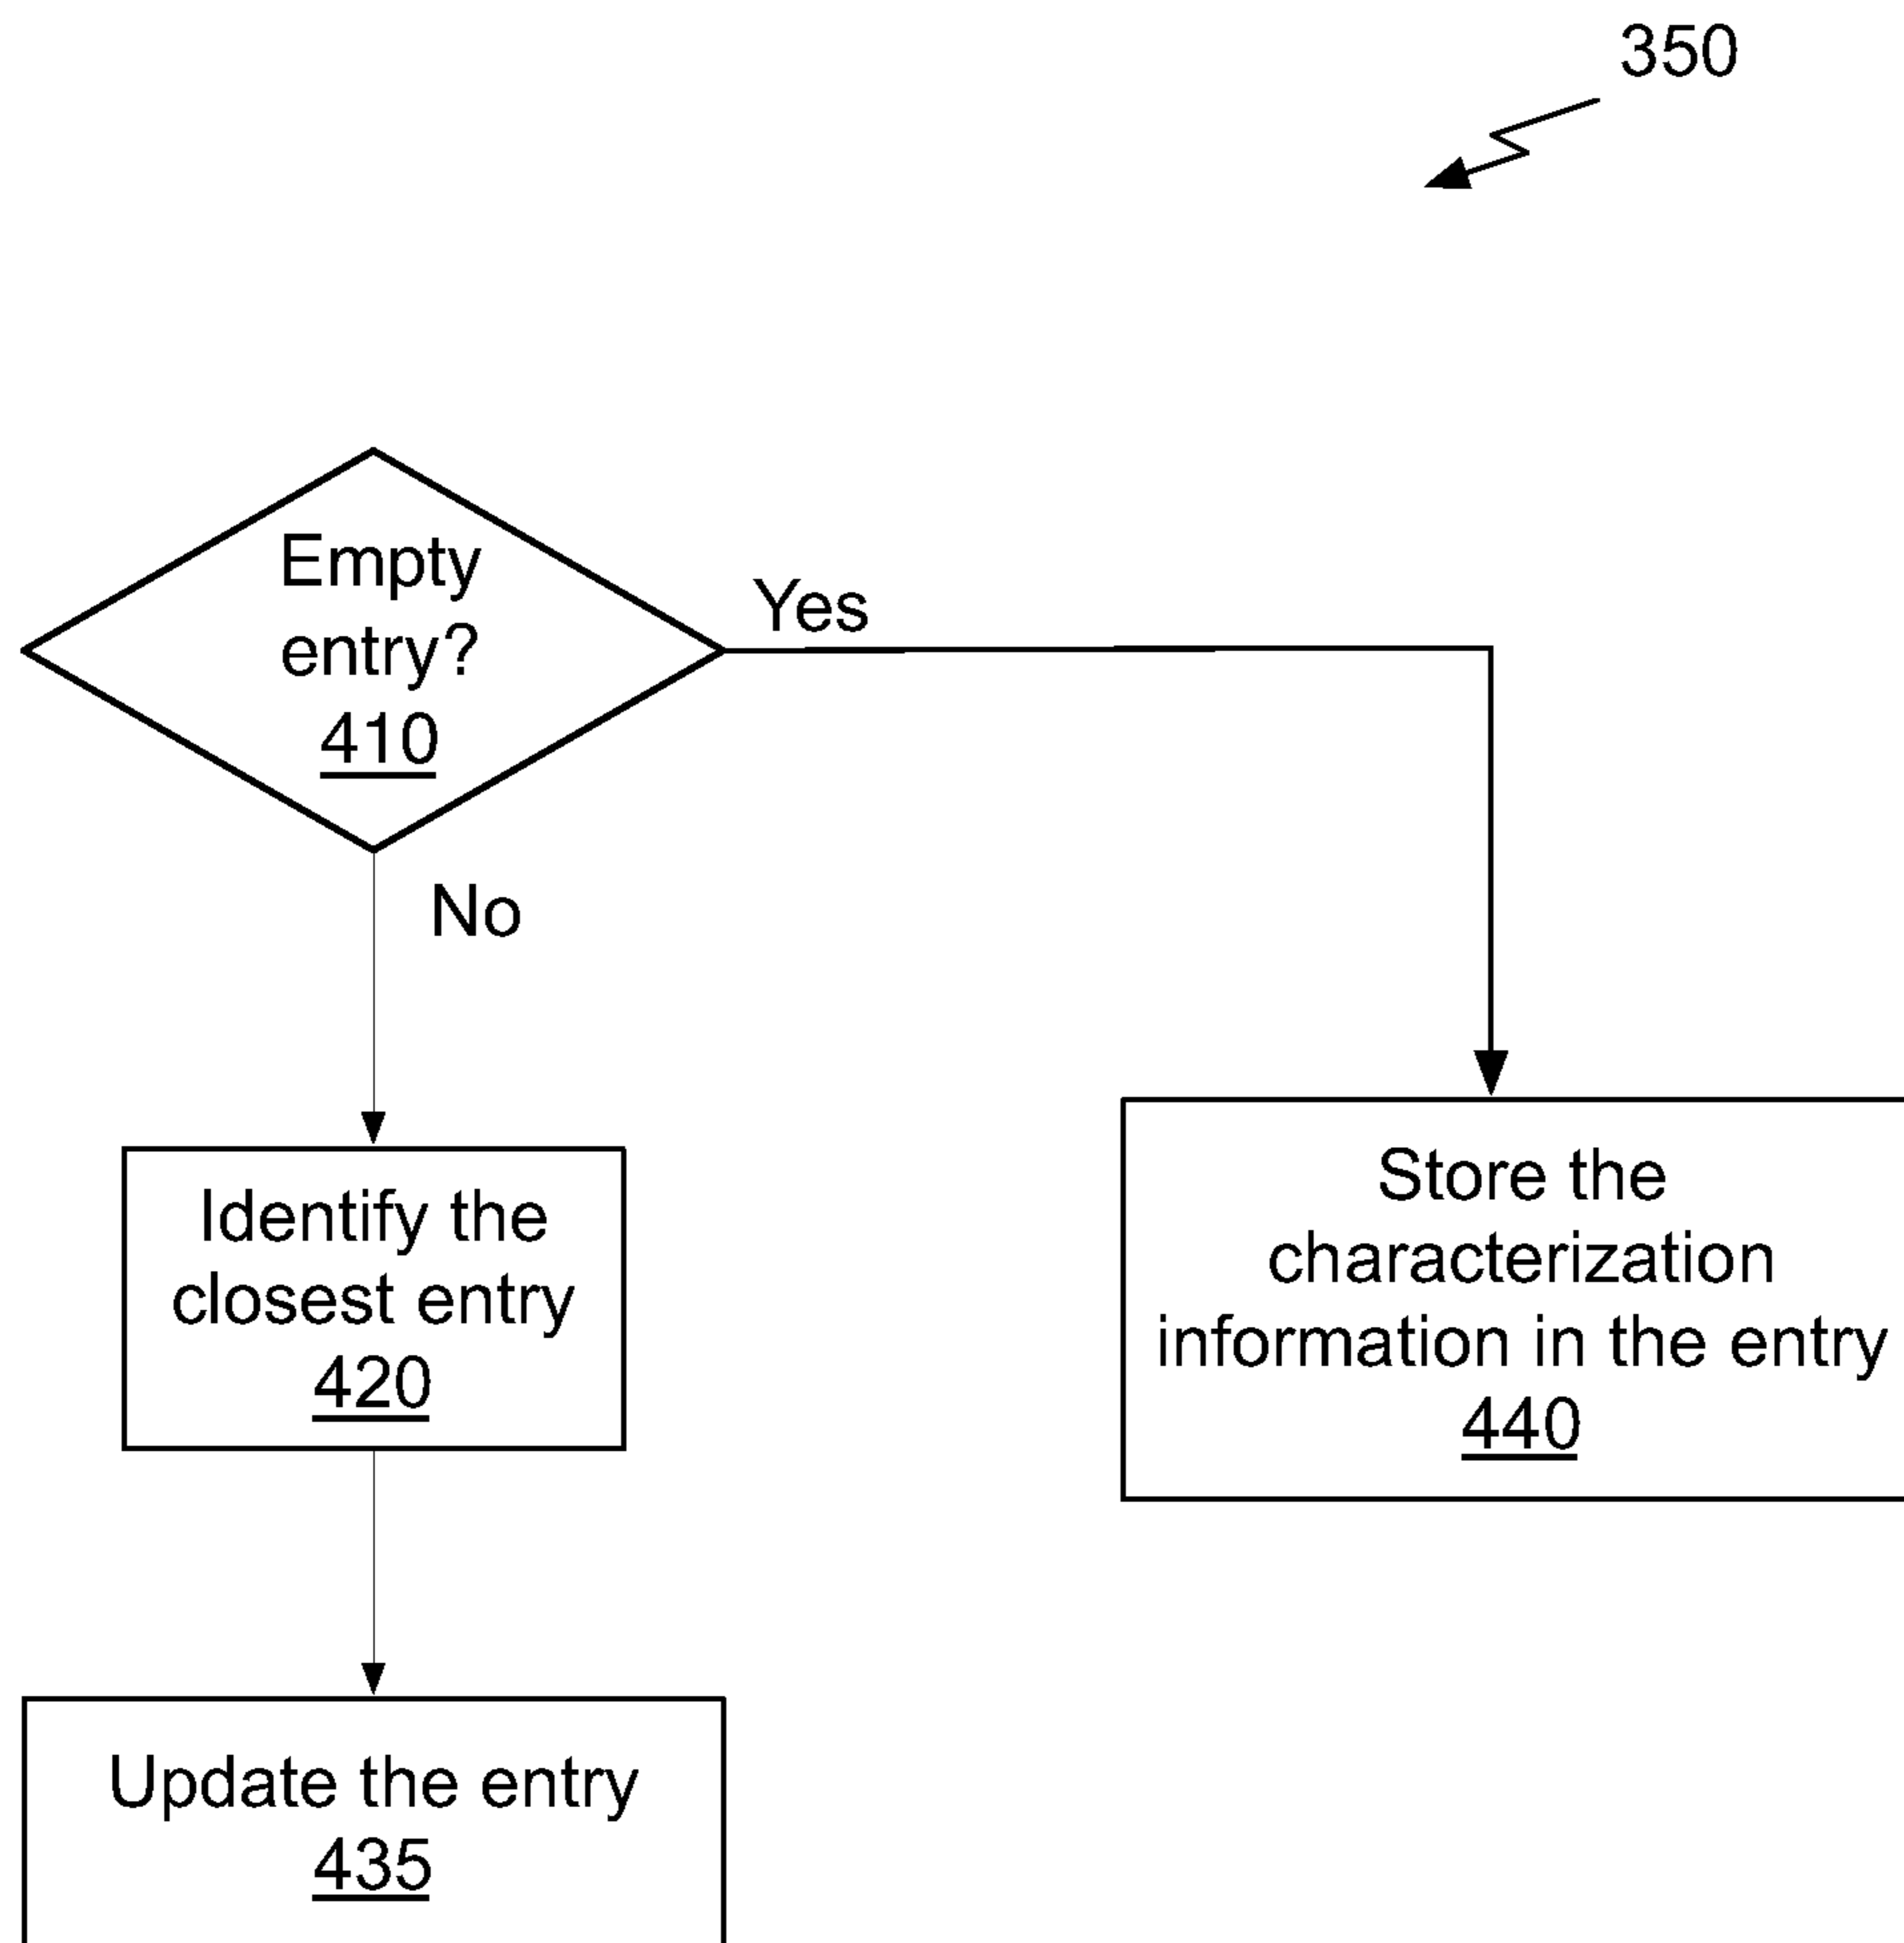 350
Empty
entry?
410
Yes
No
Identify the
closest entry
420
Store the
characterization
information in the entry
440
Update the entry
435